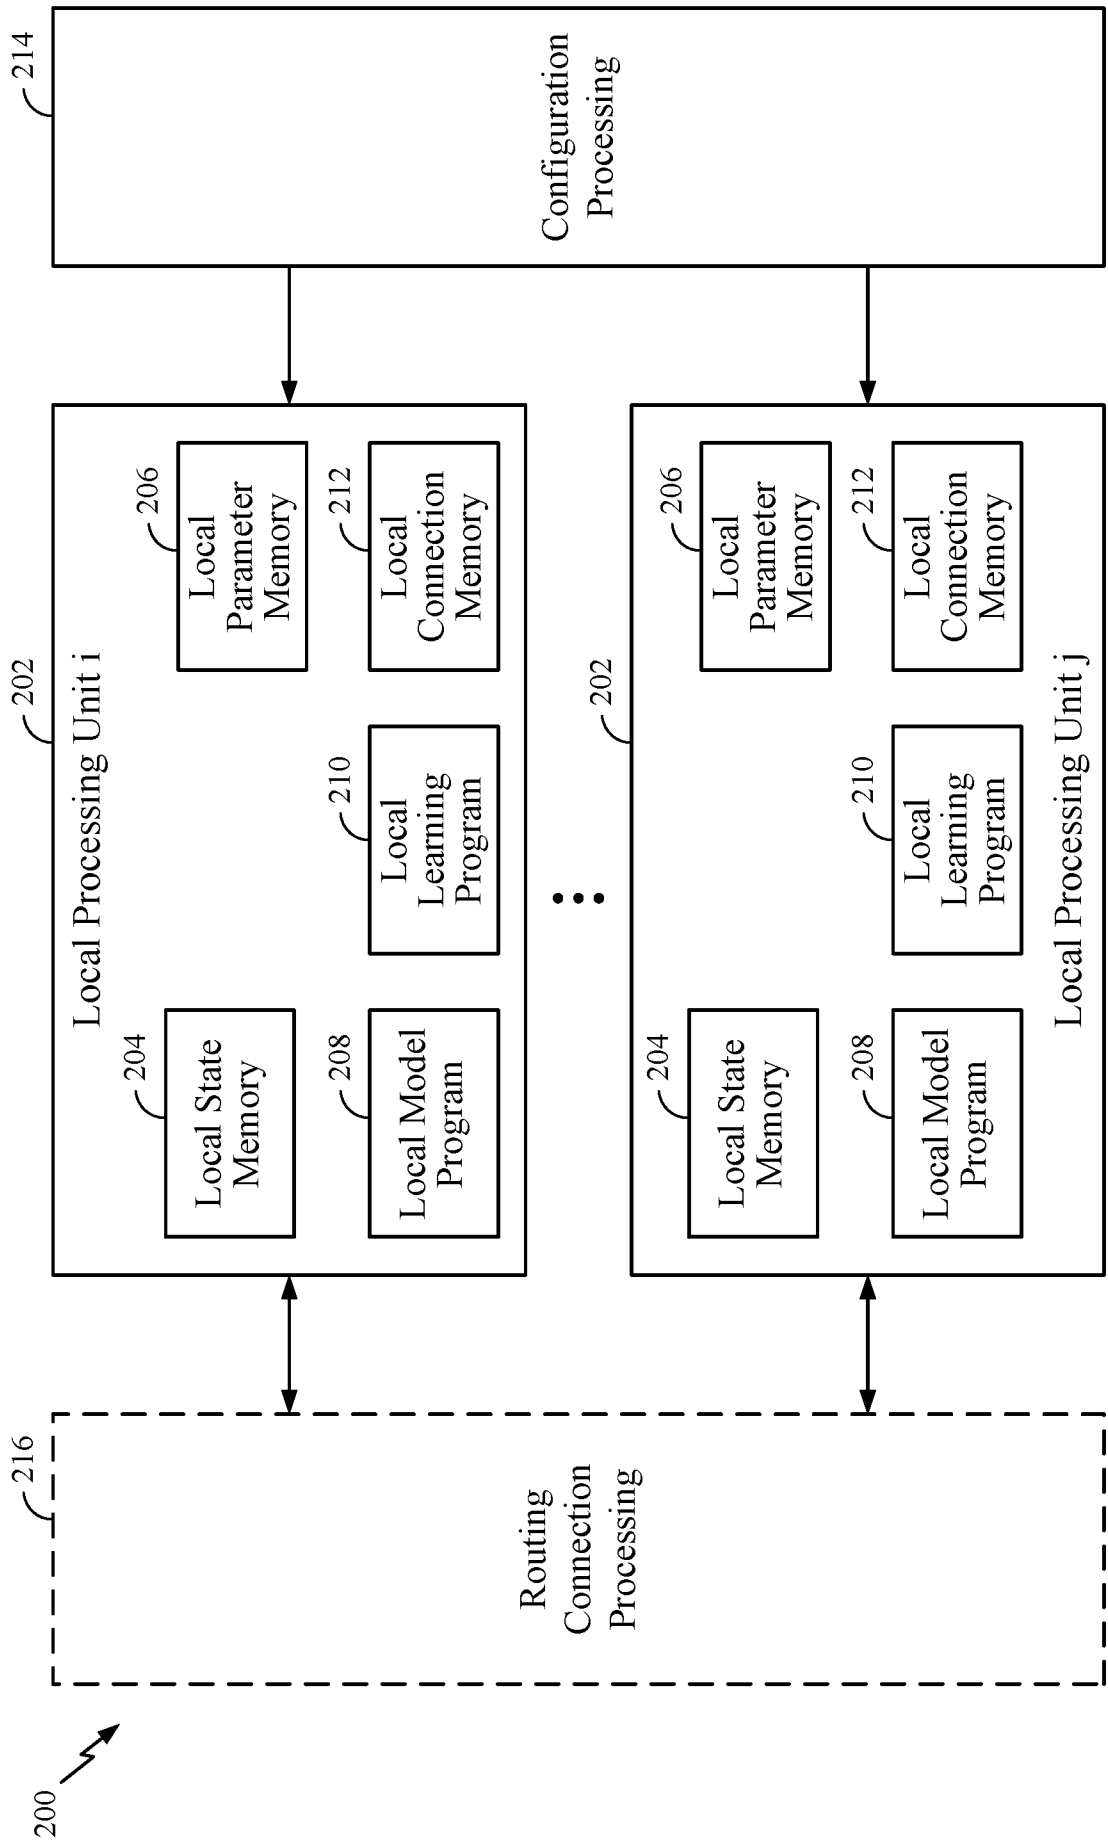 200
216
Routing
Connection
Processing
202
Local Processing Unit i
204
Local State
Memory
206
Local
Parameter
Memory
208
Local Model
Program
210
Local
Learning
Program
212
Local
Connection
Memory
202
204
Local State
Memory
206
Local
Parameter
Memory
208
Local Model
Program
210
Local
Learning
Program
212
Local
Connection
Memory
Local Processing Unit j
214
Configuration
Processing